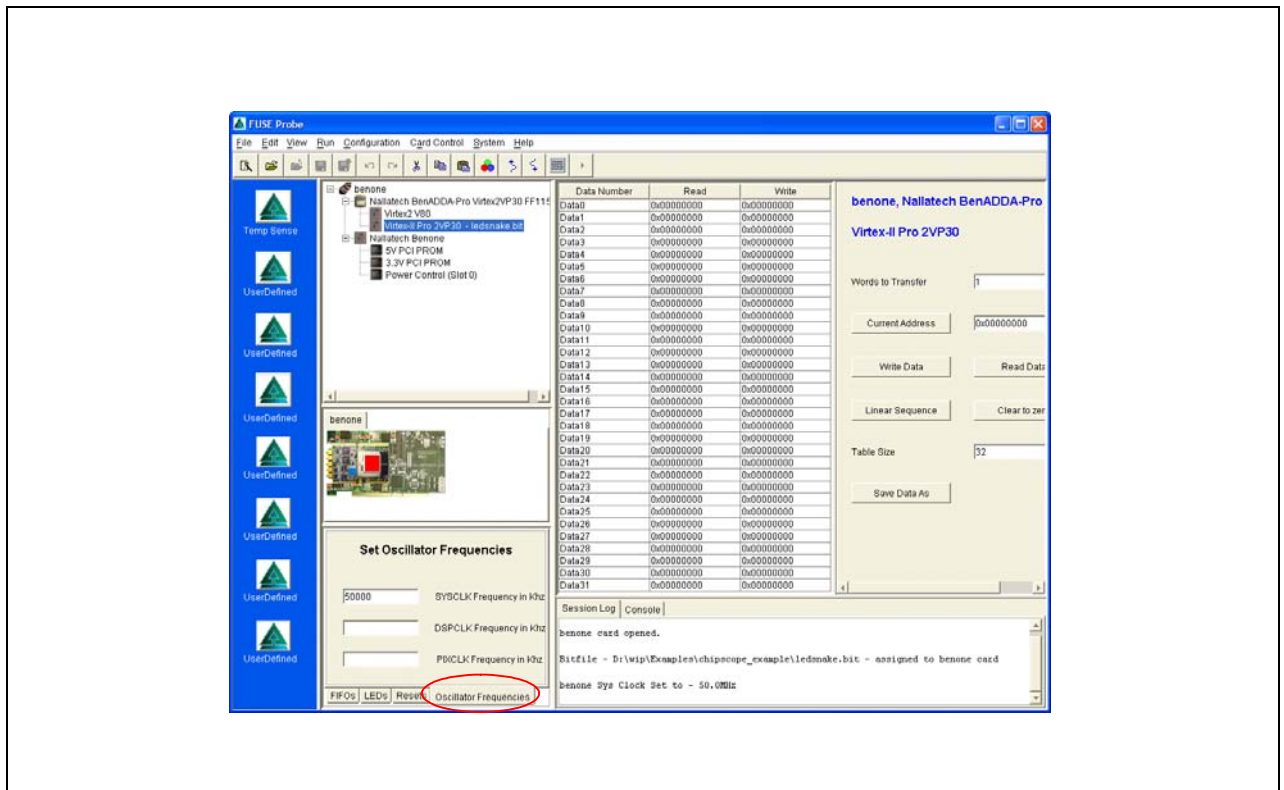 FUSE Probe
File Edit View Run Configuration Card Control System Help
Temp Sense
UserDefined
UserDefined
UserDefined
UserDefined
UserDefined
UserDefined
UserDefined
benone
Nallatech BenADDA-Pro Virtex2VP30 FF115
Virtex2 V80
Virtex-II Pro 2VP30 - ledsnake.bit
Nallatech Benone
5V PCI PROM
3.3V PCI PROM
Power Control (Slot 0)
benone
Set Oscillator Frequencies
50000 SYSCLK Frequency in Khz
DSPCLK Frequency in Khz
PIXCLK Frequency in Khz
FIFOs LEDs Resets Oscillator Frequencies
Data Number Read Write
Data0 0x00000000 0x00000000
Data1 0x00000000 0x00000000
Data2 0x00000000 0x00000000
Data3 0x00000000 0x00000000
Data4 0x00000000 0x00000000
Data5 0x00000000 0x00000000
Data6 0x00000000 0x00000000
Data7 0x00000000 0x00000000
Data8 0x00000000 0x00000000
Data9 0x00000000 0x00000000
Data10 0x00000000 0x00000000
Data11 0x00000000 0x00000000
Data12 0x00000000 0x00000000
Data13 0x00000000 0x00000000
Data14 0x00000000 0x00000000
Data15 0x00000000 0x00000000
Data16 0x00000000 0x00000000
Data17 0x00000000 0x00000000
Data18 0x00000000 0x00000000
Data19 0x00000000 0x00000000
Data20 0x00000000 0x00000000
Data21 0x00000000 0x00000000
Data22 0x00000000 0x00000000
Data23 0x00000000 0x00000000
Data24 0x00000000 0x00000000
Data25 0x00000000 0x00000000
Data26 0x00000000 0x00000000
Data27 0x00000000 0x00000000
Data28 0x00000000 0x00000000
Data29 0x00000000 0x00000000
Data30 0x00000000 0x00000000
Data31 0x00000000 0x00000000
benone, Nallatech BenADDA-Pro
Virtex-II Pro 2VP30
Words to Transfer 1
Current Address 0x00000000
Write Data Read Data
Linear Sequence Clear to zer
Table Size 32
Save Data As
Session Log Console
benone card opened.
Bitfile - D:\wip\Examples\chipscope_example\ledsnake.bit - assigned to benone card
benone Sys Clock Set to - 50.0MHz